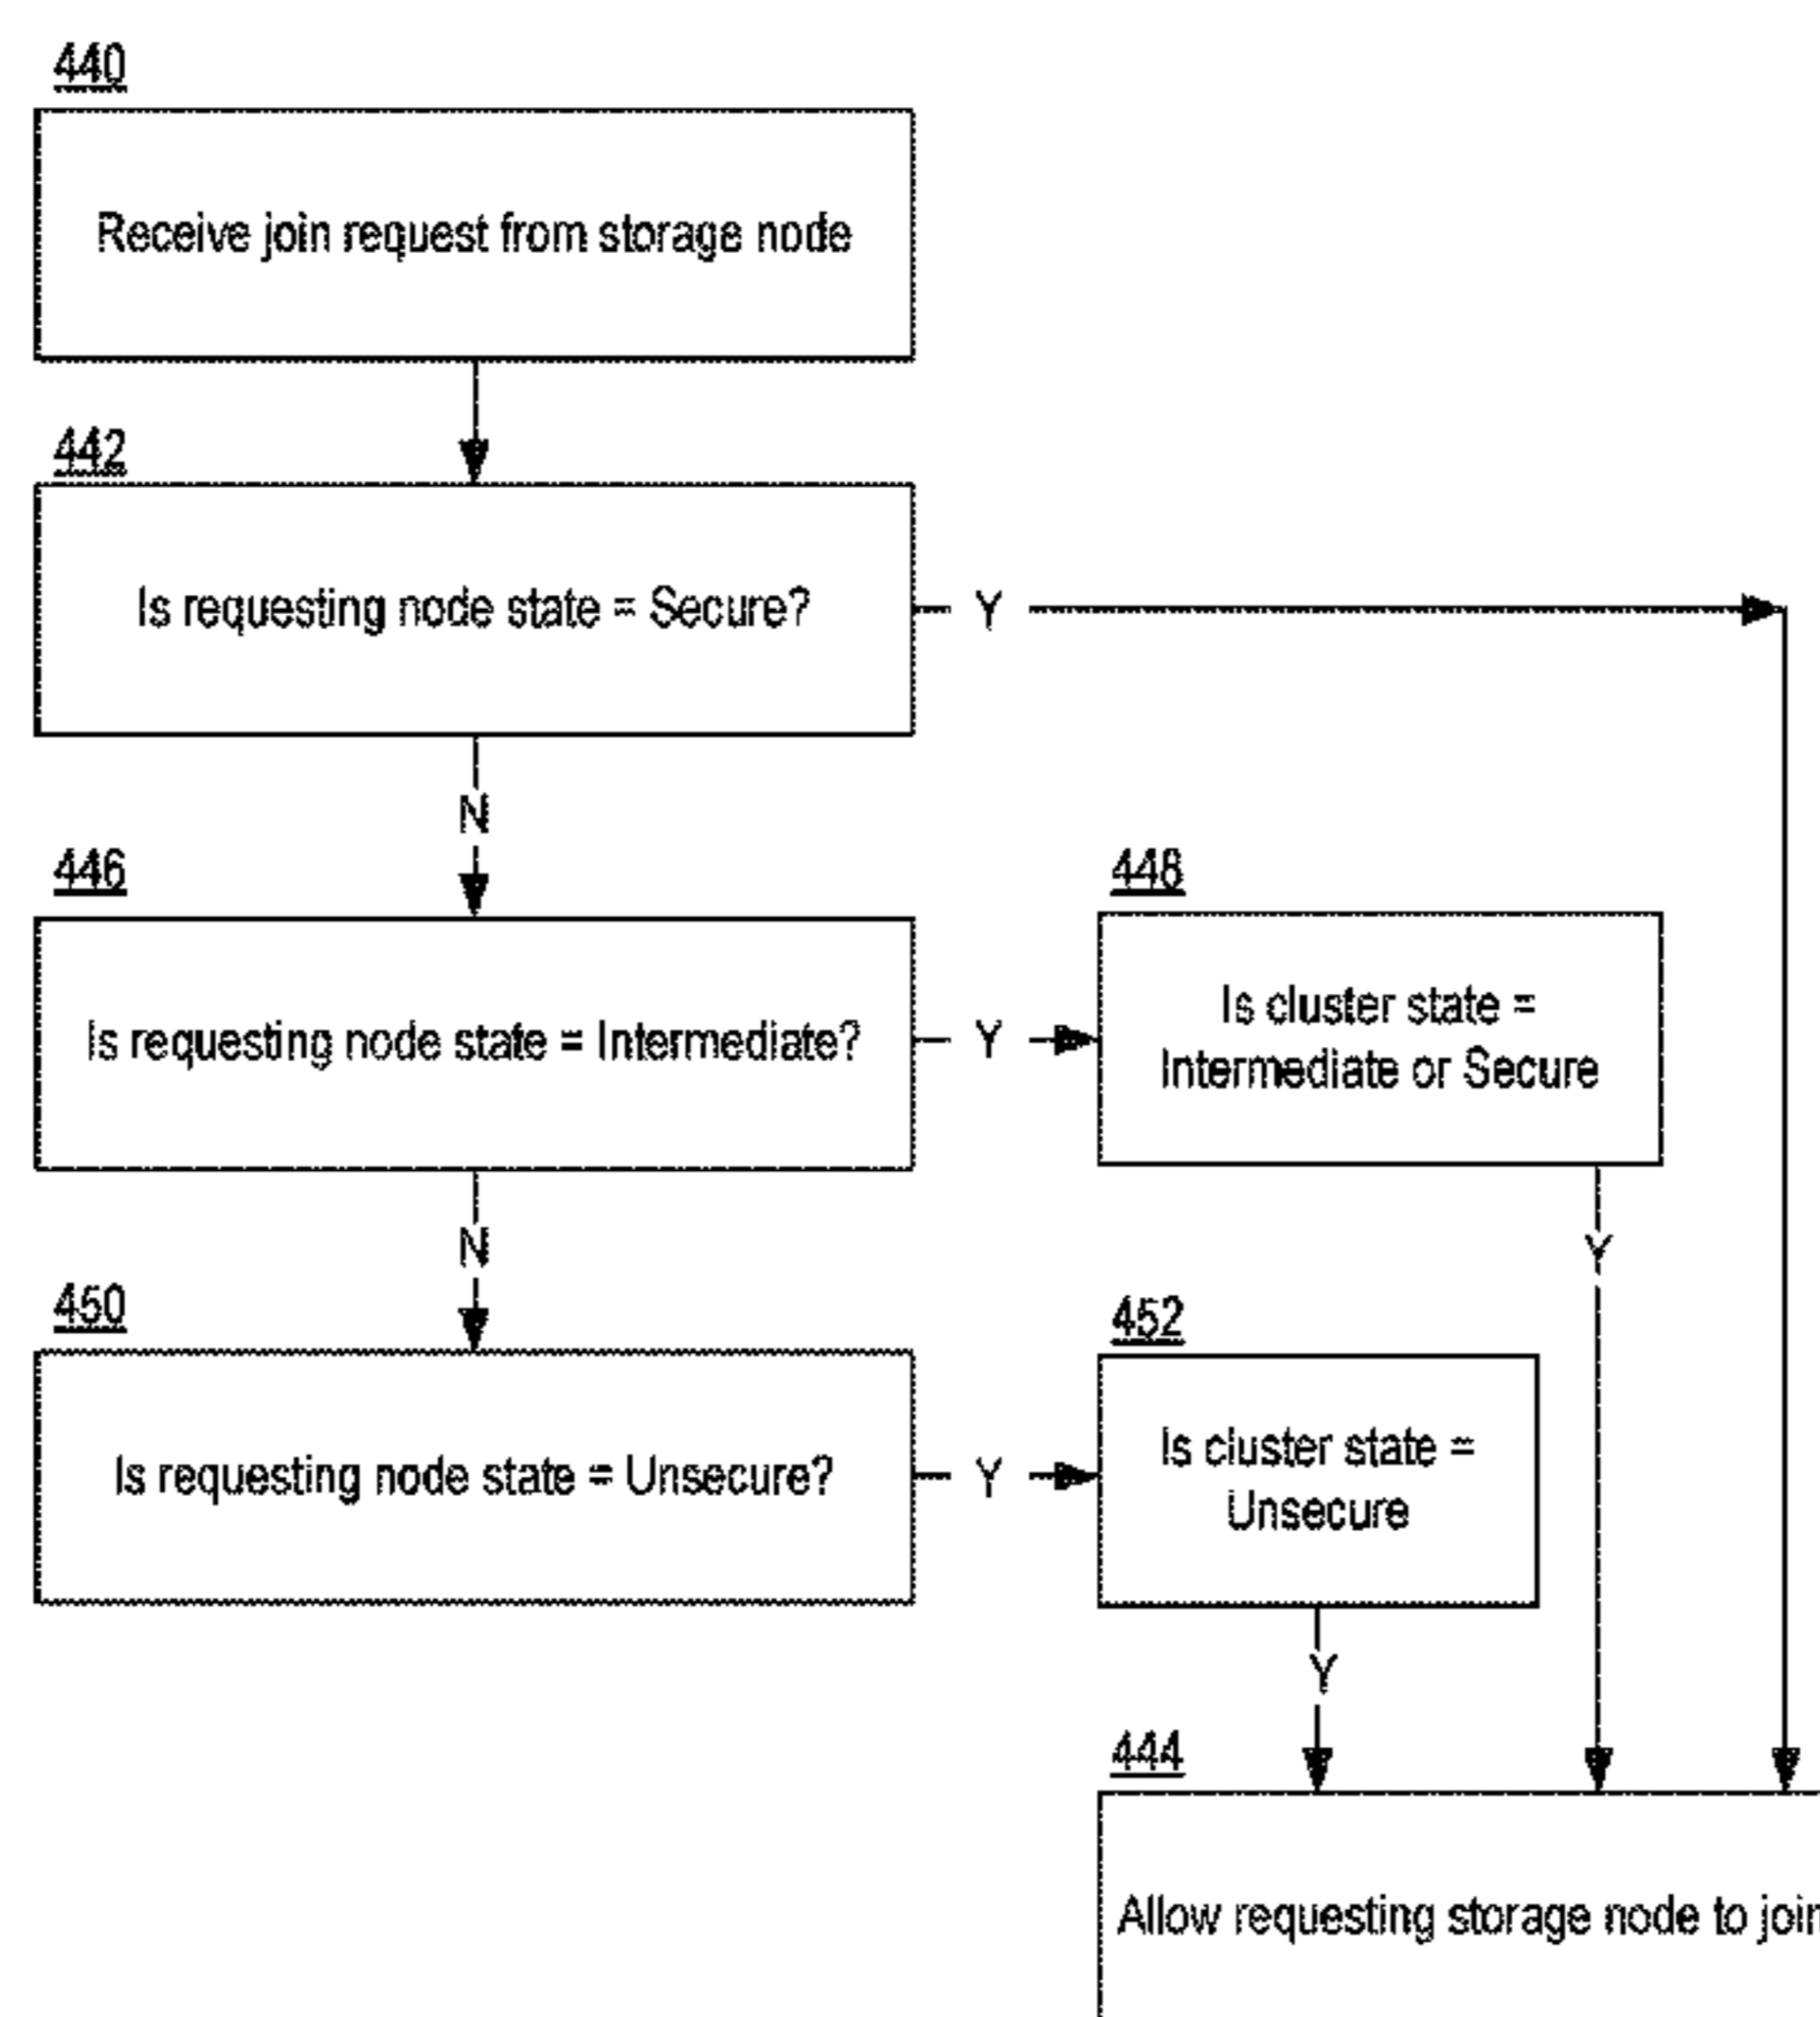 440
Receive join request from storage node
442
Is requesting node state = Secure?
Y
N
446
Is requesting node state = Intermediate?
Y
448
Is cluster state =
Intermediate or Secure
N
Y
450
Is requesting node state = Unsecure?
Y
452
Is cluster state =
Unsecure
Y
444
Allow requesting storage node to join